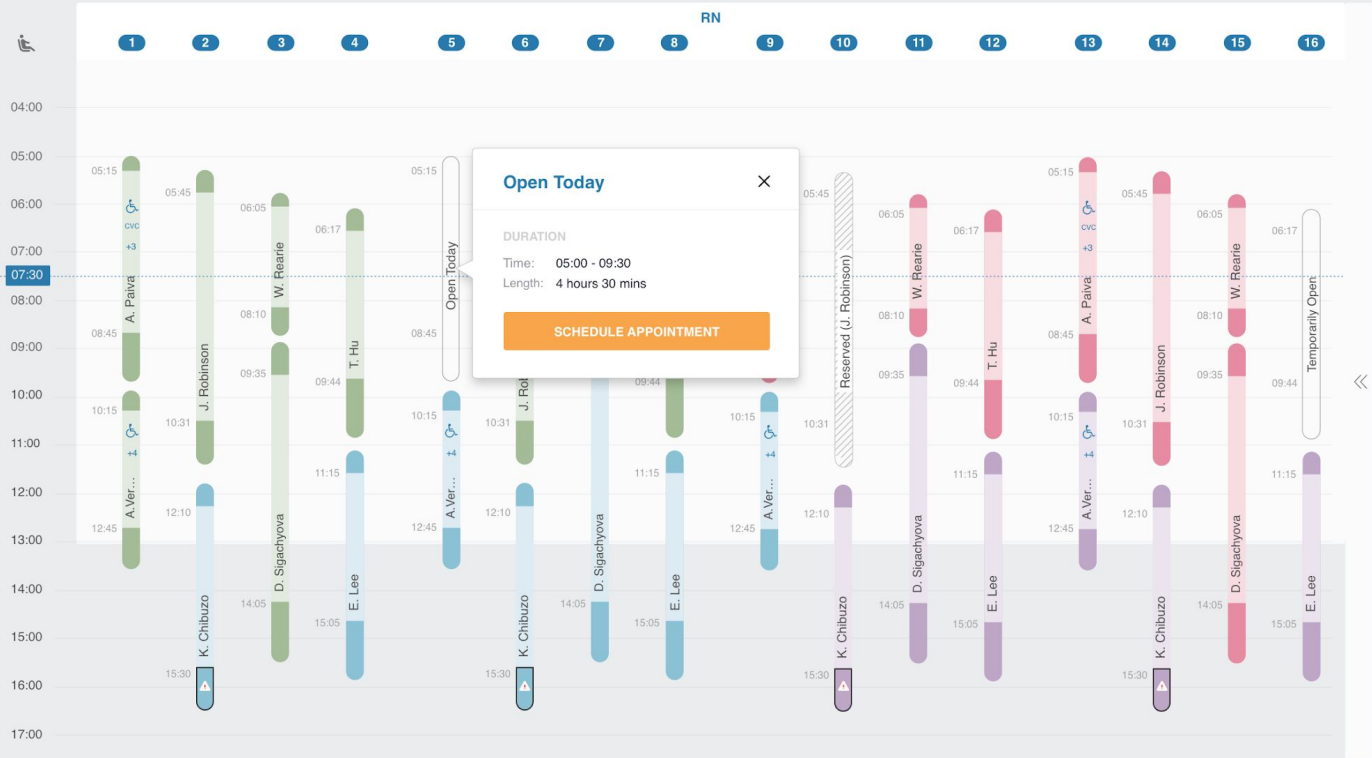 RN
1 2 3 4 5 6 7 8 9 10 11 12 13 14 15 16
04:00
05:00
06:00
07:00
07:30
08:00
09:00
10:00
11:00
12:00
13:00
14:00
15:00
16:00
17:00
05:15
CVC
+3
A. Paiva
08:45
10:15
+4
A.Ver...
12:45
05:45
J. Robinson
10:31
12:10
K. Chibuzo
15:30
06:05
W. Rearie
08:10
09:35
D. Sigachyova
14:05
06:17
T. Hu
09:44
11:15
E. Lee
15:05
05:15
Open Today
08:45
10:15
+4
A.Ver...
12:45
Open Today
DURATION
Time: 05:00 - 09:30
Length: 4 hours 30 mins
SCHEDULE APPOINTMENT
J. Rob
10:31
12:10
K. Chibuzo
15:30
D. Sigachyova
14:05
09:44
11:15
E. Lee
15:05
10:15
+4
A.Ver...
12:45
05:45
Reserved (J. Robinson)
10:31
12:10
K. Chibuzo
15:30
06:05
W. Rearie
08:10
09:35
D. Sigachyova
14:05
06:17
T. Hu
09:44
11:15
E. Lee
15:05
05:15
CVC
+3
A. Paiva
08:45
10:15
+4
A.Ver...
12:45
05:45
J. Robinson
10:31
12:10
K. Chibuzo
15:30
06:05
W. Rearie
08:10
09:35
D. Sigachyova
14:05
06:17
Temporarily Open
09:44
11:15
E. Lee
15:05